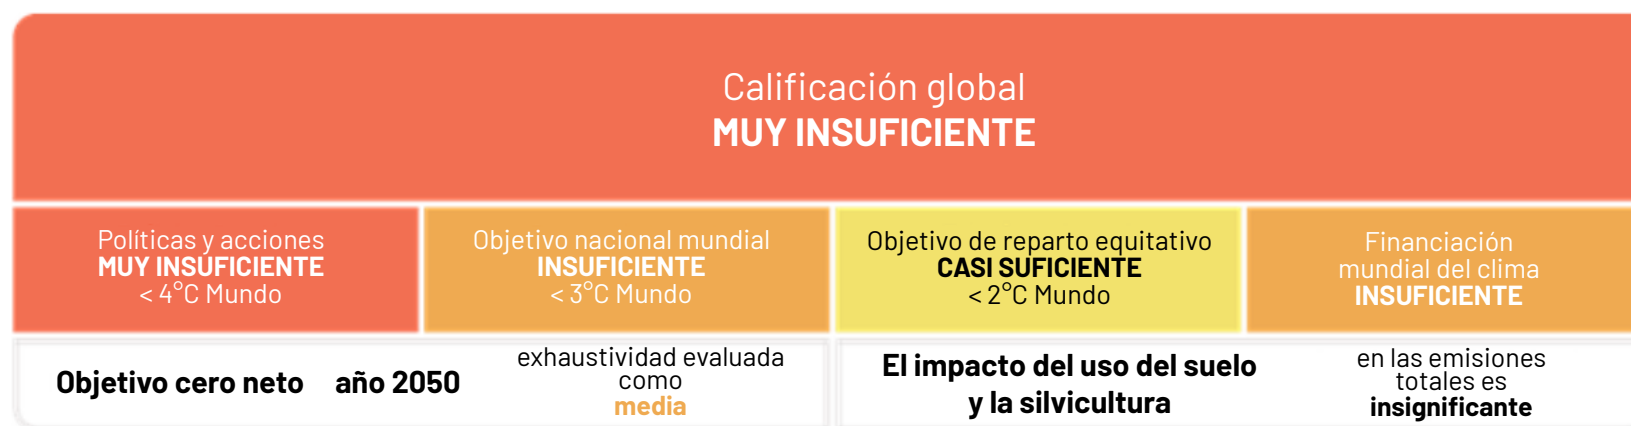 Calificación global
MUY INSUFICIENTE
Políticas y acciones
MUY INSUFICIENTE
< 4°C Mundo
Objetivo nacional mundial
INSUFICIENTE
< 3°C Mundo
Objetivo de reparto equitativo
CASI SUFICIENTE
< 2°C Mundo
Financiación
mundial del clima
INSUFICIENTE
Objetivo cero neto año 2050
exhaustividad evaluada
como
media
El impacto del uso del suelo
y la silvicultura
en las emisiones
totales es
insignificante